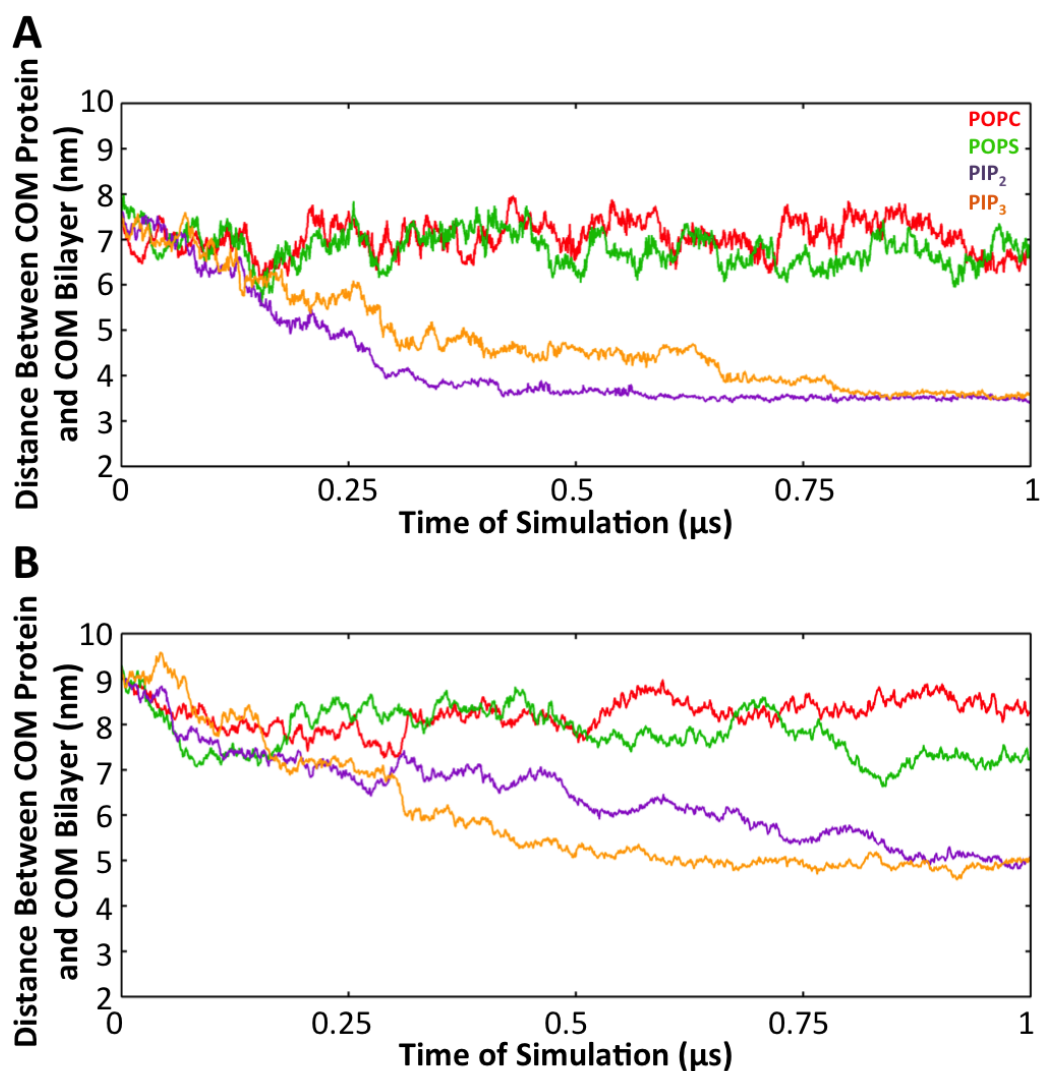 A
Distance Between COM Protein
and COM Bilayer (nm)
10
9
8
7
6
5
4
3
2
POPC
POPS
PIP₂
PIP₃
0
0.25
0.5
0.75
1
Time of Simulation (μs)
B
Distance Between COM Protein
and COM Bilayer (nm)
10
9
8
7
6
5
4
3
2
0
0.25
0.5
0.75
1
Time of Simulation (μs)